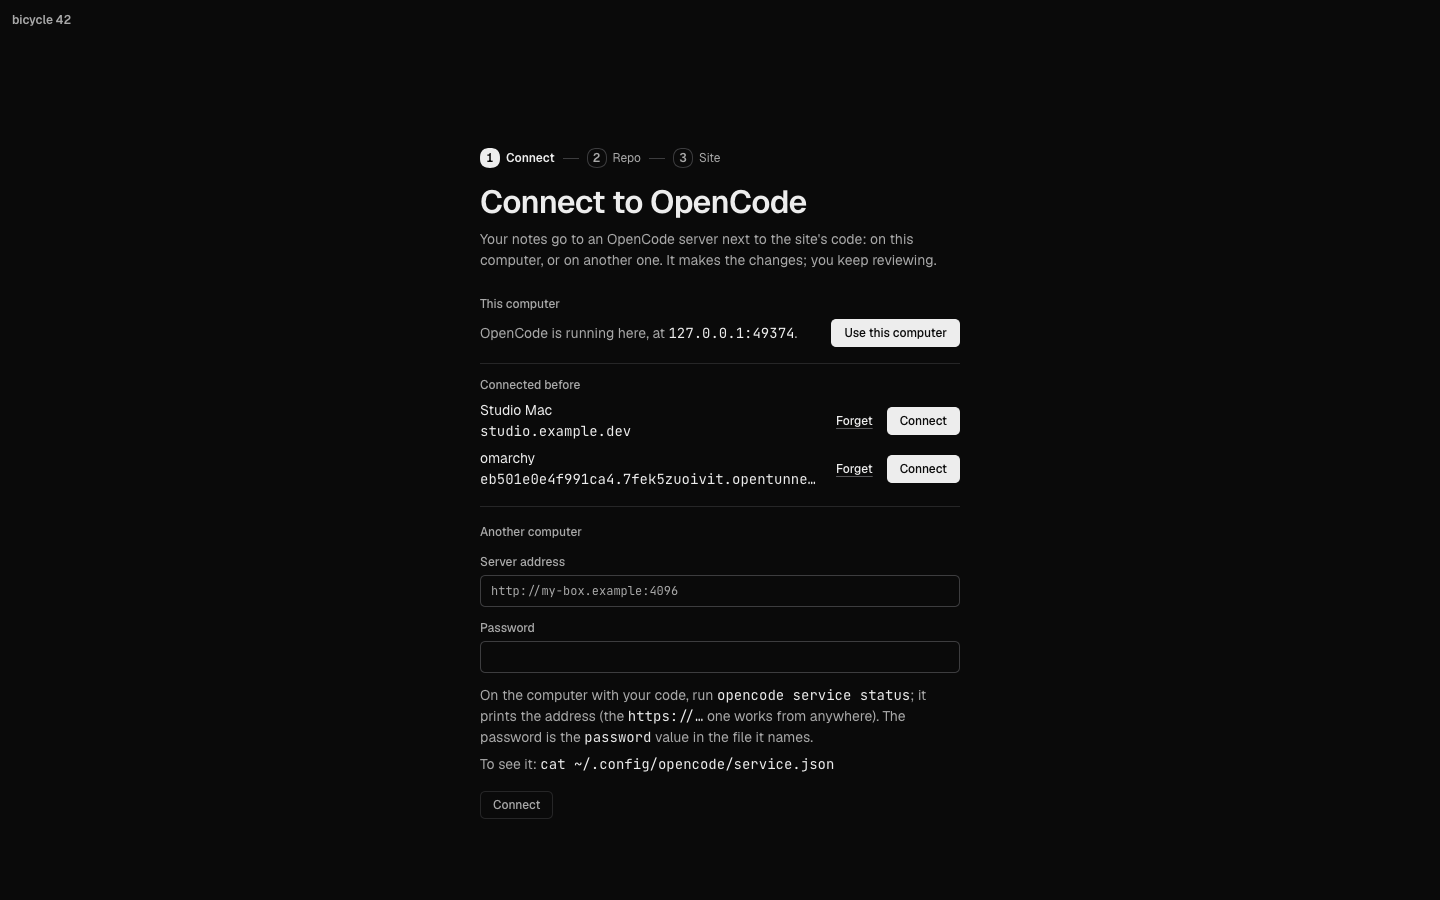 bicycle 42
1 Connect — 2 Repo — 3 Site
Connect to OpenCode
Your notes go to an OpenCode server next to the site's code: on this
computer, or on another one. It makes the changes; you keep reviewing.
This computer
OpenCode is running here, at 127.0.0.1:49374.
Use this computer
Connected before
Studio Mac
studio.example.dev
Forget
Connect
omarchy
eb501e0e4f991ca4.7fek5zuoivit.opentunne…
Forget
Connect
Another computer
Server address
http://my-box.example:4096
Password
On the computer with your code, run opencode service status; it
prints the address (the https://… one works from anywhere). The
password is the password value in the file it names.
To see it: cat ~/.config/opencode/service.json
Connect